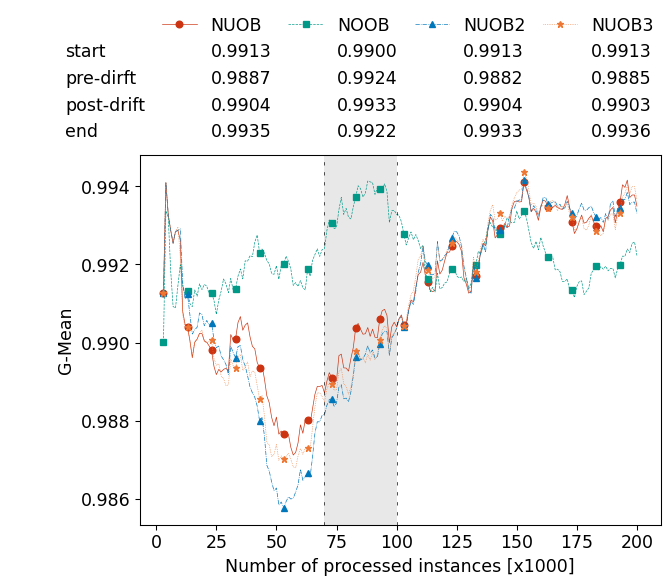 NUOB NOOB NUOB2 NUOB3
start 0.9913 0.9900 0.9913 0.9913
pre-dirft 0.9887 0.9924 0.9882 0.9885
post-drift 0.9904 0.9933 0.9904 0.9903
end 0.9935 0.9922 0.9933 0.9936
0.994
0.992
0.990
0.988
0.986
G-Mean
0 25 50 75 100 125 150 175 200
Number of processed instances [x1000]